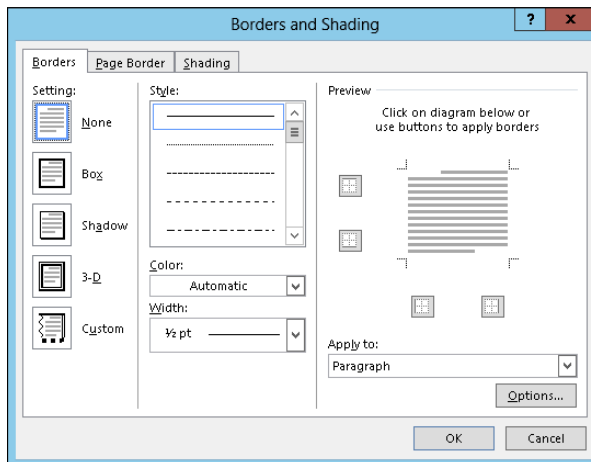 Borders and Shading
? x
Borders Page Border Shading
Setting:
None
Box
Shadow
3-D
Custom
Style:
Color:
Automatic
Width:
½ pt
Preview
Click on diagram below or
use buttons to apply borders
Apply to:
Paragraph
Options...
OK Cancel